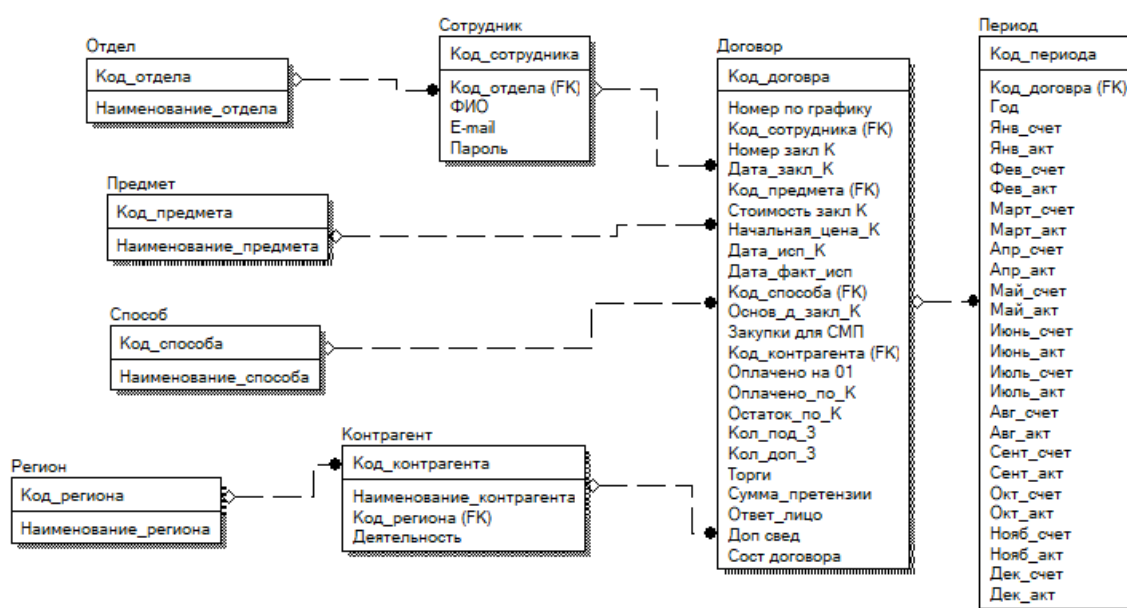 Отдел
Код_отдела
Наименование_отдела
Сотрудник
Код_сотрудника
Код_отдела (FK)
ФИО
E-mail
Пароль
Предмет
Код_предмета
Наименование_предмета
Способ
Код_способа
Наименование_способа
Регион
Код_региона
Наименование_региона
Контрагент
Код_контрагента
Наименование_контрагента
Код_региона (FK)
Деятельность
Договор
Код_договра
Номер по графику
Код_сотрудника (FK)
Номер закл К
Дата_закл_К
Код_предмета (FK)
Стоимость закл К
Начальная_цена_К
Дата_исп_К
Дата_факт_исп
Код_способа (FK)
Основ_д_закл_К
Закупки для СМП
Код_контрагента (FK)
Оплачено на 01
Оплачено_по_К
Остаток_по_К
Кол_под_З
Кол_доп_З
Торги
Сумма_претензии
Ответ_лицо
Доп свед
Сост договора
Период
Код_периода
Код_договра (FK)
Год
Янв_счет
Янв_акт
Фев_счет
Фев_акт
Март_счет
Март_акт
Апр_счет
Апр_акт
Май_счет
Май_акт
Июнь_счет
Июнь_акт
Июль_счет
Июль_акт
Авг_счет
Авг_акт
Сент_счет
Сент_акт
Окт_счет
Окт_акт
Нояб_счет
Нояб_акт
Дек_счет
Дек_акт